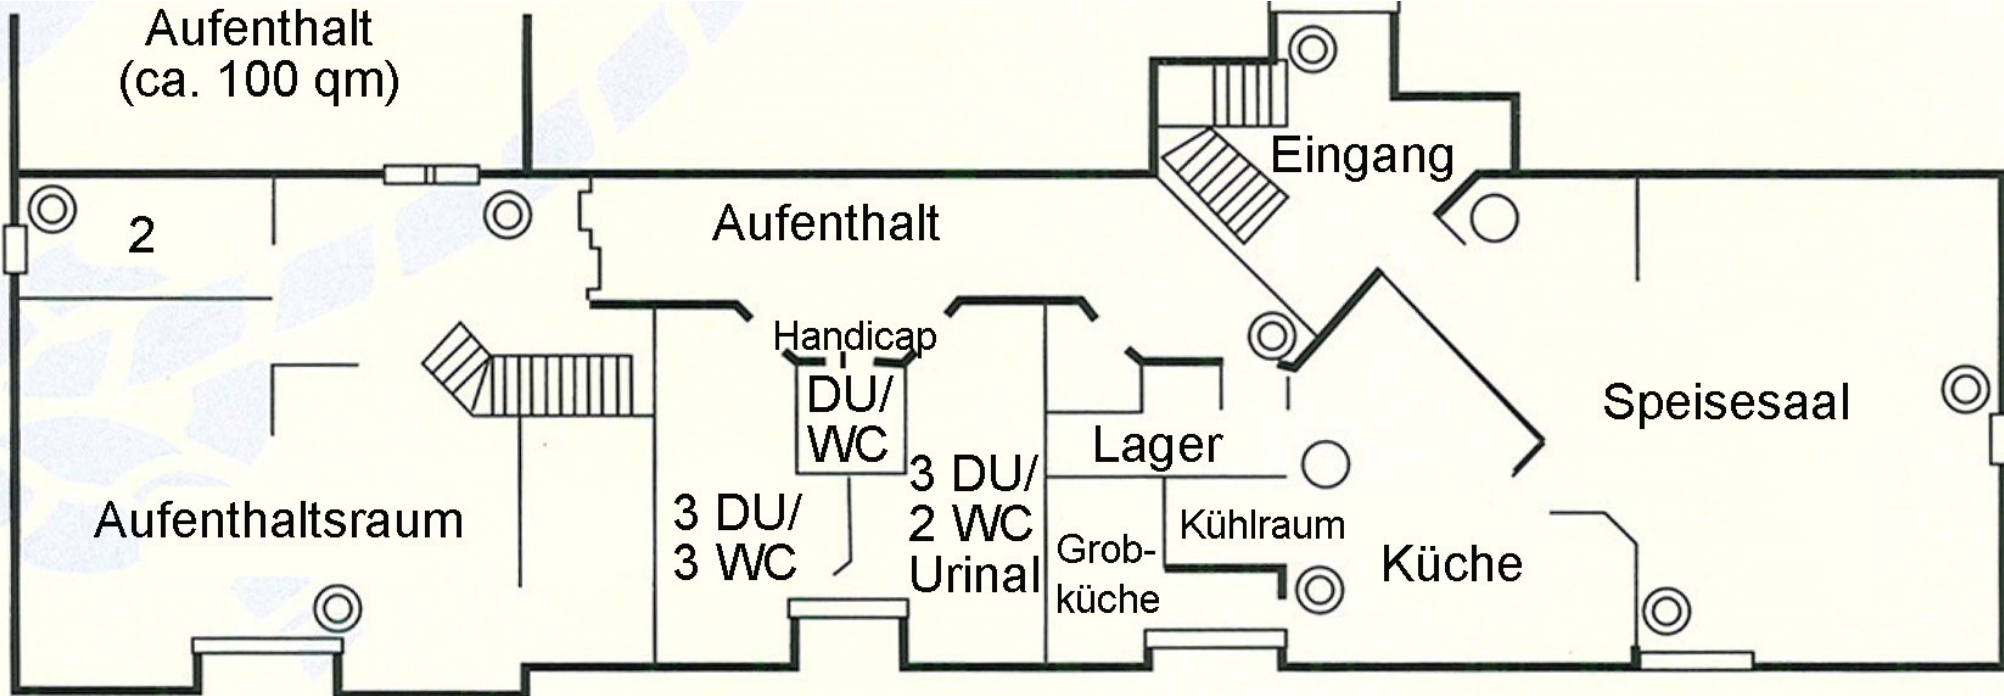 Aufenthalt
(ca. 100 qm)
Eingang
2
Aufenthalt
Handicap
DU/
WC
Speisesaal
Lager
3 DU/
2 WC
Urinal
3 DU/
3 WC
Aufenthaltsraum
Kühlraum
Grob-
küche
Küche